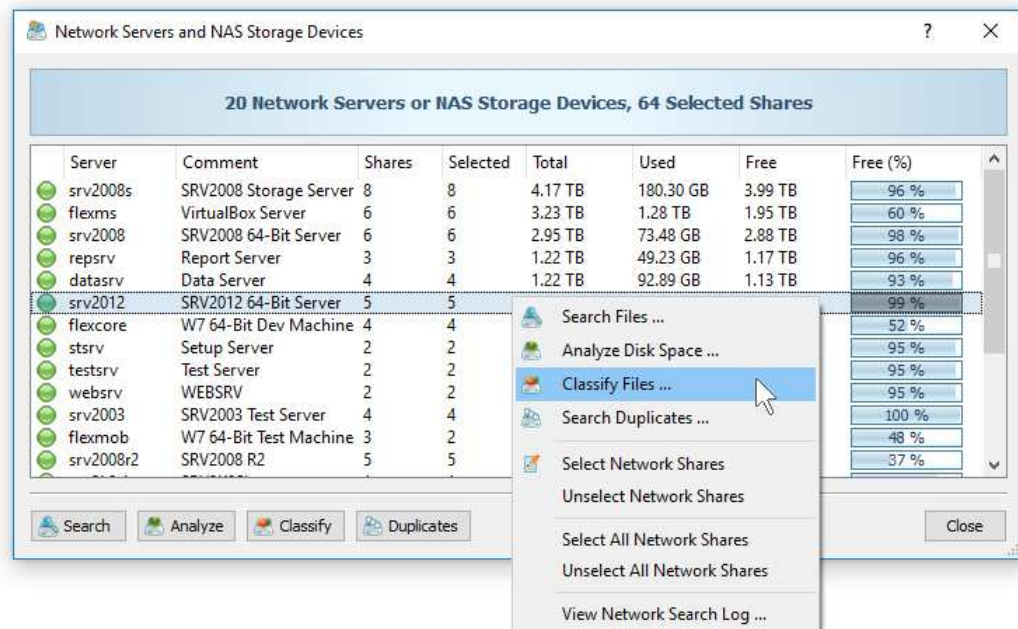 Network Servers and NAS Storage Devices ?
20 Network Servers or NAS Storage Devices, 64 Selected Shares
Server Comment Shares Selected Total Used Free Free (%)
srv2008s SRV2008 Storage Server 8 8 4.17 TB 180.30 GB 3.99 TB 96 %
flexms VirtualBox Server 6 6 3.23 TB 1.28 TB 1.95 TB 60 %
srv2008 SRV2008 64-Bit Server 6 6 2.95 TB 73.48 GB 2.88 TB 98 %
repsrv Report Server 3 3 1.22 TB 49.23 GB 1.17 TB 96 %
datasrv Data Server 4 4 1.22 TB 92.89 GB 1.13 TB 93 %
srv2012 SRV2012 64-Bit Server 5 5 99 %
flexcore W7 64-Bit Dev Machine 4 4 52 %
stsrv Setup Server 2 2 95 %
testsrv Test Server 2 2 95 %
websrv WEBSRV 2 2 95 %
srv2003 SRV2003 Test Server 4 4 100 %
flexmob W7 64-Bit Test Machine 3 2 48 %
srv2008r2 SRV2008 R2 5 5 37 %
Search Files ...
Analyze Disk Space ...
Classify Files ...
Search Duplicates ...
Select Network Shares
Unselect Network Shares
Select All Network Shares
Unselect All Network Shares
View Network Search Log ...
Search Analyze Classify Duplicates Close